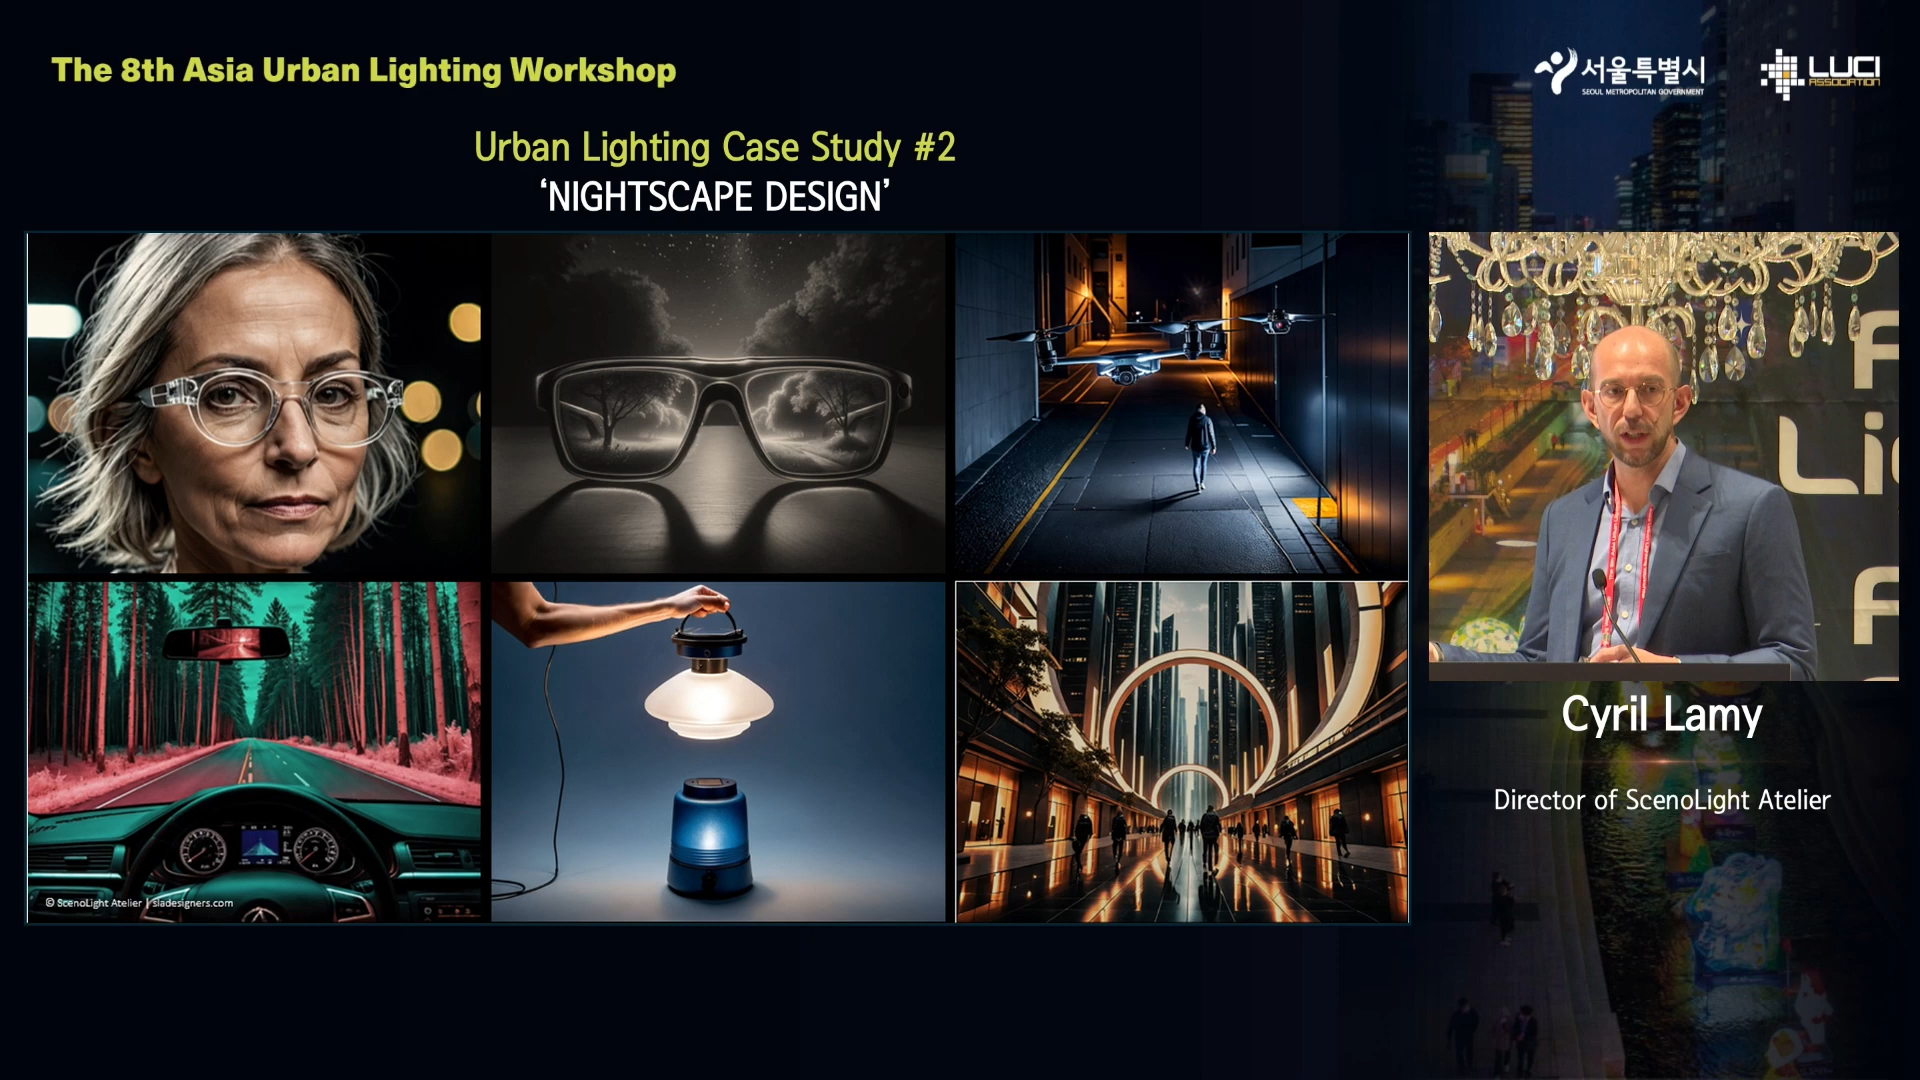 The 8th Asia Urban Lighting Workshop
서울특별시
SEOUL METROPOLITAN GOVERNMENT
LUCI
ASSOCIATION
Urban Lighting Case Study #2
‘NIGHTSCAPE DESIGN’
Cyril Lamy
Director of ScenoLight Atelier
© ScenoLight Atelier | sladesigners.com